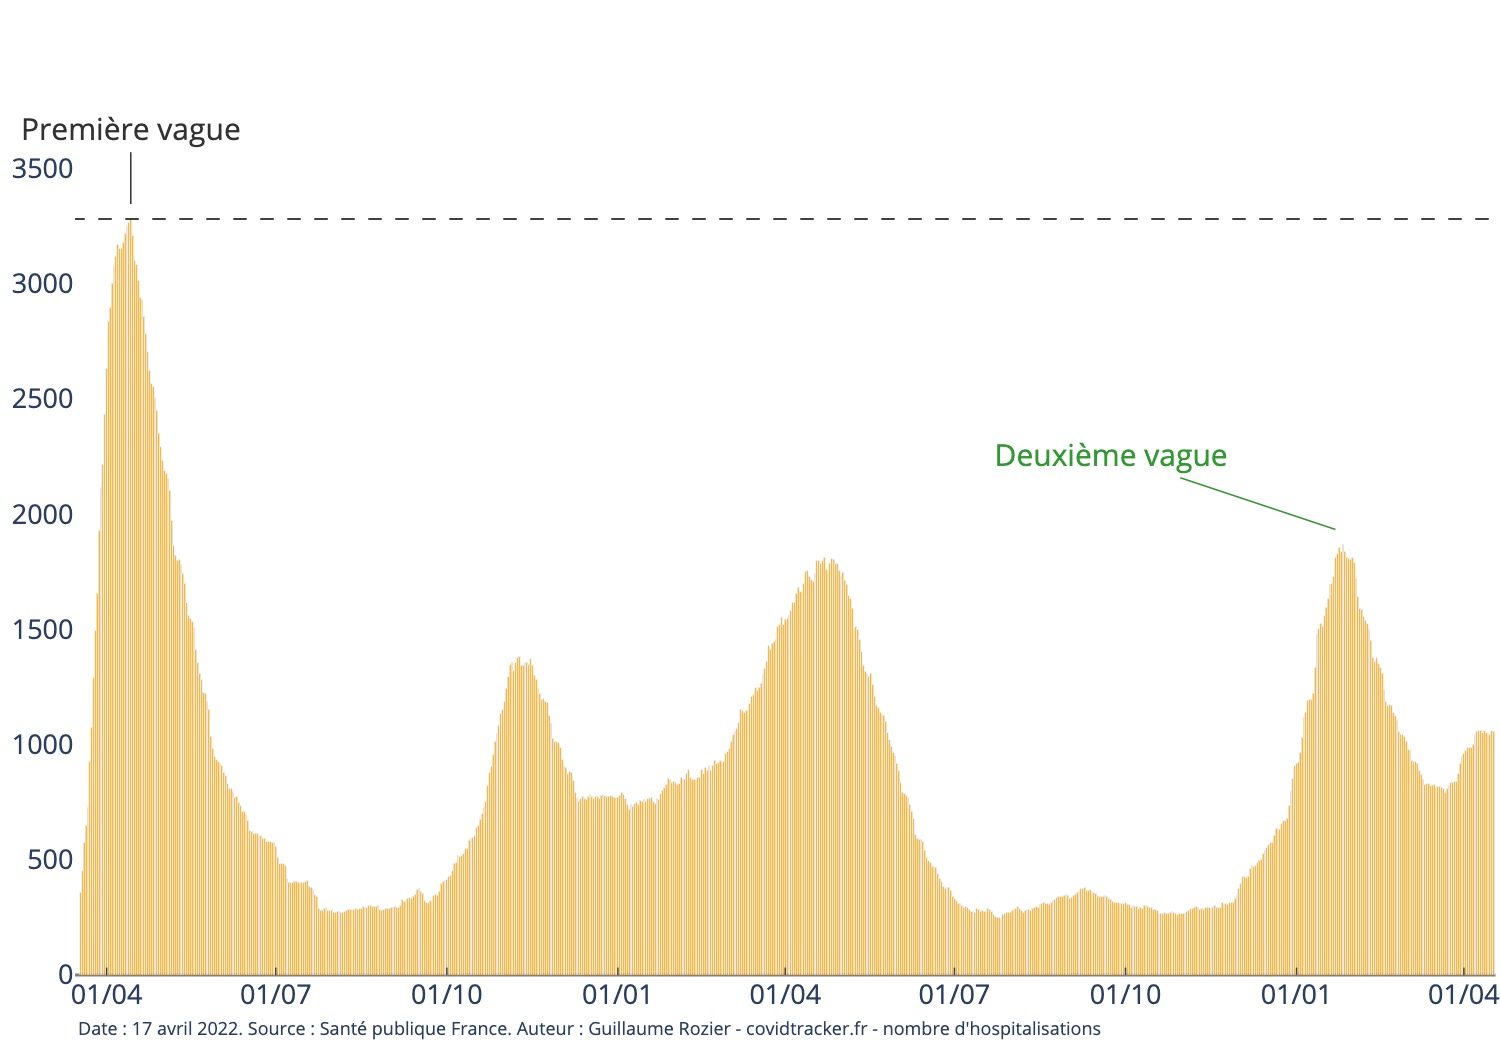 Première vague
3500
3000
2500
Deuxième vague
2000
1500
1000
500
0
01/04 01/07 01/10 01/01 01/04 01/07 01/10 01/01 01/04
Date : 17 avril 2022. Source : Santé publique France. Auteur : Guillaume Rozier - covidtracker.fr - nombre d'hospitalisations